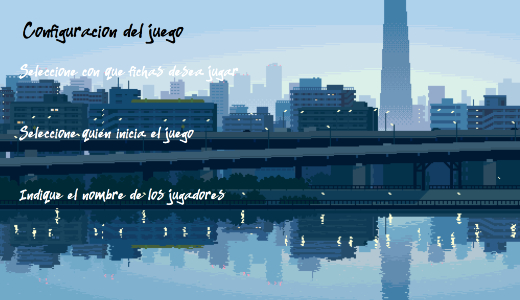 Configuracion del juego
Seleccione con que fichas desea jugar
Seleccione quién inicia el juego
Indique el nombre de los jugadores